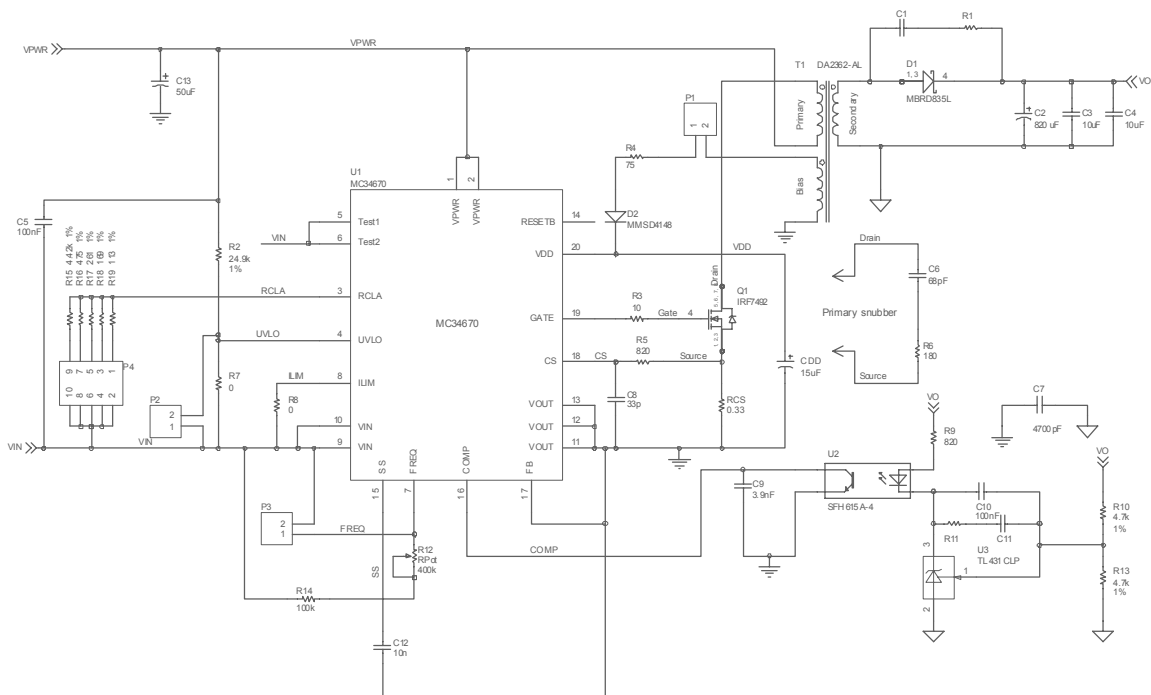 C1
R1
VPWR
VPWR
T1
DA2362-AL
D1
1, 3
4
VO
C13
50uF
MBRD835L
C2
820 uF
C3
10uF
C4
10uF
Primary
Secondary
P1
1
2
R4
75
Bias
U1
MC34670
1
2
VPWR
VPWR
C5
100nF
R15 4.42k 1%
R16 475 1%
R17 261 1%
R18 169 1%
R19 113 1%
5
Test1
VIN
6
Test2
RESETB
14
D2
MMSD4148
R2
24.9k
1%
VDD
20
VDD
Drain
Drain
C6
68pF
RCLA
3
RCLA
MC34670
GATE
19
R3
10
Gate
4
Q1
IRF7492
1, 2, 3
Primary snubber
UVLO
4
UVLO
R5
820
P4
9 7 5 3 1
10 8 6 4 2
CS
18
CS
Source
CDD
15uF
R6
180
R7
0
ILIM
8
ILIM
C8
33p
RCS
0.33
Source
P2
2
1
R8
0
VOUT
13
VO
C7
10
VIN
VOUT
12
R9
820
4700pF
VIN
VIN
9
VIN
VOUT
11
VO
SS
FREQ
COMP
FB
15
7
16
17
U2
SFH615A-4
C9
3.9nF
C10
100nF
R10
4.7k
1%
P3
2
1
FREQ
R11
C11
COMP
R12
RPot
400k
SS
3
U3
TL431CLP
1
R13
4.7k
1%
R14
100k
2
C12
10n